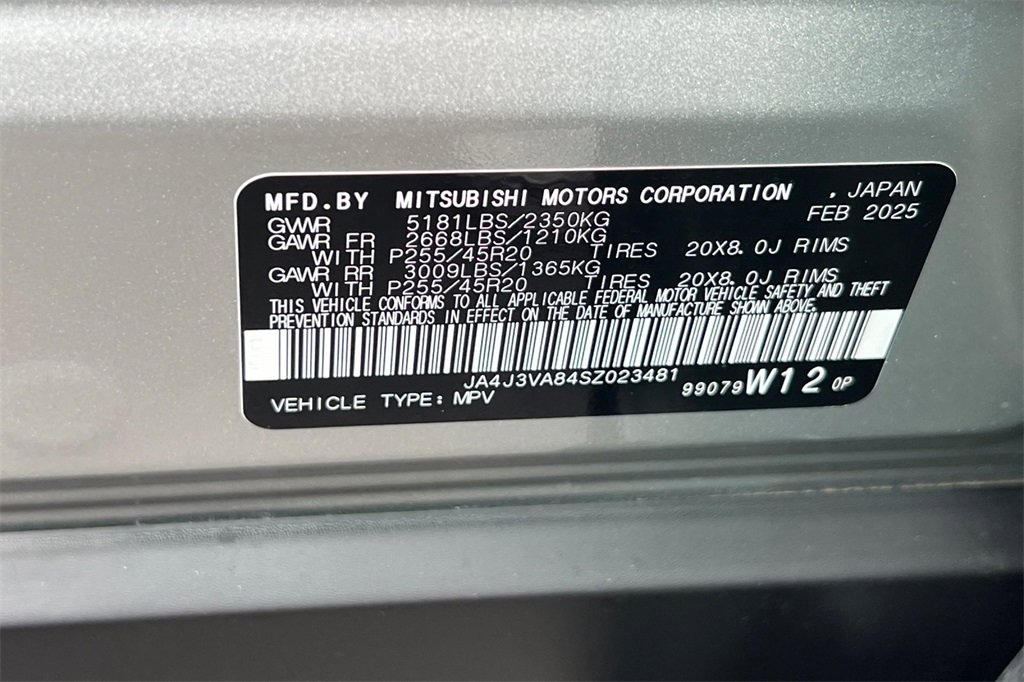 MFD.BY MITSUBISHI MOTORS CORPORATION , JAPAN
FEB 2025
GVWR 5181LBS/2350KG
GAWR FR 2668LBS/1210KG
WITH P255/45R20 TIRES 20X8.0J RIMS
GAWR RR 3009LBS/1365KG
WITH P255/45R20 TIRES 20X8.0J RIMS
THIS VEHICLE CONFORMS TO ALL APPLICABLE FEDERAL MOTOR VEHICLE SAFETY AND THEFT
PREVENTION STANDARDS IN EFFECT ON THE DATE OF MANUFACTURE SHOWN ABOVE.
JA4J3VA84SZ023481
VEHICLE TYPE: MPV 99079 W12 0P